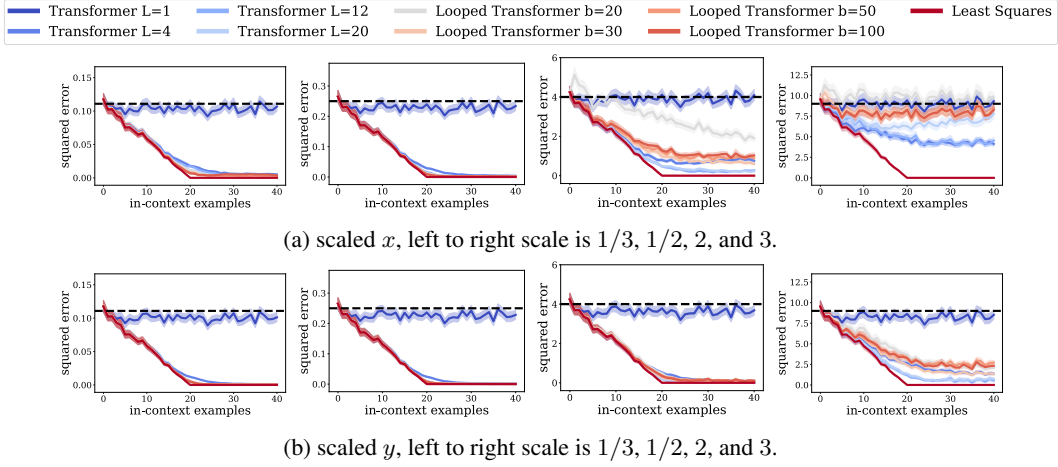 Transformer L=1 Transformer L=12 Looped Transformer b=20 Looped Transformer b=50 Least Squares
Transformer L=4 Transformer L=20 Looped Transformer b=30 Looped Transformer b=100
squared error
0.15
0.10
0.05
0.00
0 10 20 30 40
in-context examples
squared error
0.3
0.2
0.1
0.0
0 10 20 30 40
in-context examples
squared error
6
4
2
0
0 10 20 30 40
in-context examples
squared error
12.5
10.0
7.5
5.0
2.5
0.0
0 10 20 30 40
in-context examples
(a) scaled x, left to right scale is 1/3, 1/2, 2, and 3.
squared error
0.15
0.10
0.05
0.00
0 10 20 30 40
in-context examples
squared error
0.3
0.2
0.1
0.0
0 10 20 30 40
in-context examples
squared error
6
4
2
0
0 10 20 30 40
in-context examples
squared error
12.5
10.0
7.5
5.0
2.5
0.0
0 10 20 30 40
in-context examples
(b) scaled y, left to right scale is 1/3, 1/2, 2, and 3.